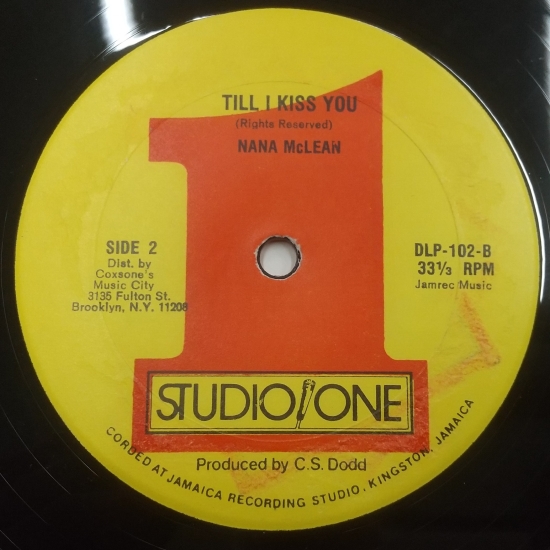 TILL I KISS YOU
(Rights Reserved)
NANA McLEAN
SIDE 2
Dist. by
Coxsone's
Music City
3135 Fulton St.
Brooklyn, N.Y. 11208
DLP-102-B
33⅓ RPM
Jamrec Music
STUDIO ONE
Produced by C.S. Dodd
CORDED AT JAMAICA RECORDING STUDIO, KINGSTON, JAMAICA